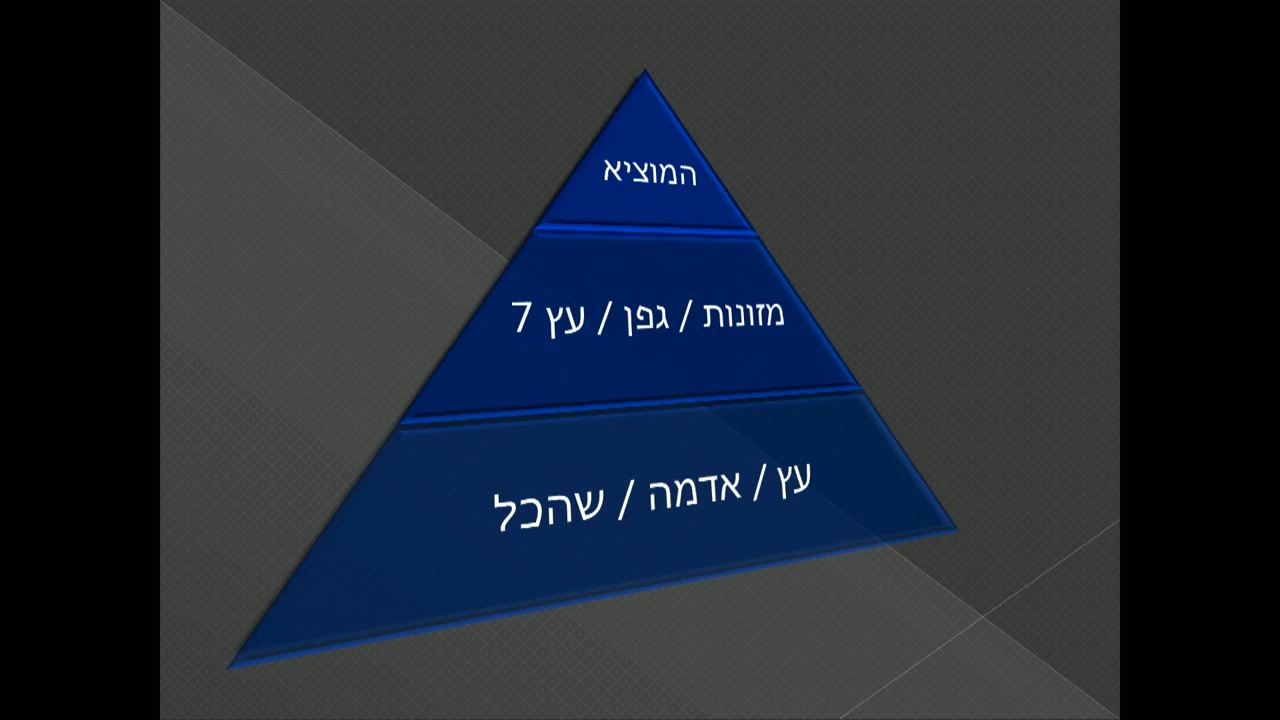 המוציא
מזונות / גפן / עץ 7
עץ / אדמה / שהכל